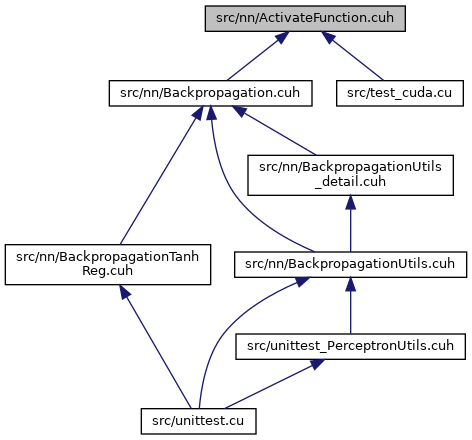 src/nn/ActivateFunction.cuh
src/nn/Backpropagation.cuh
src/test_cuda.cu
src/nn/BackpropagationUtils
_detail.cuh
src/nn/BackpropagationTanh
Reg.cuh
src/nn/BackpropagationUtils.cuh
src/unittest_PerceptronUtils.cuh
src/unittest.cu